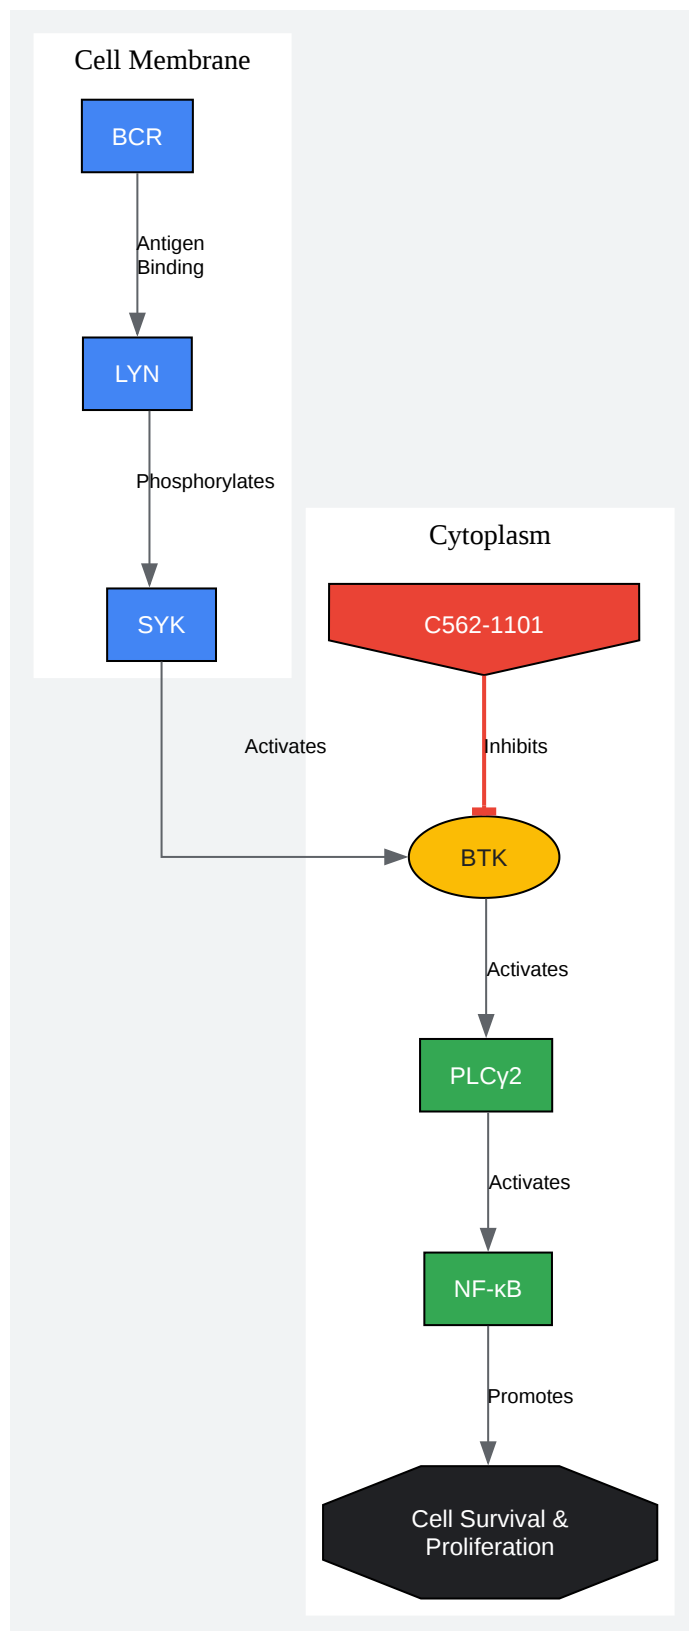 Cell Membrane
BCR
Antigen
Binding
LYN
Phosphorylates
SYK
Cytoplasm
C562-1101
Activates
Inhibits
BTK
Activates
PLCγ2
Activates
NF-κB
Promotes
Cell Survival &
Proliferation